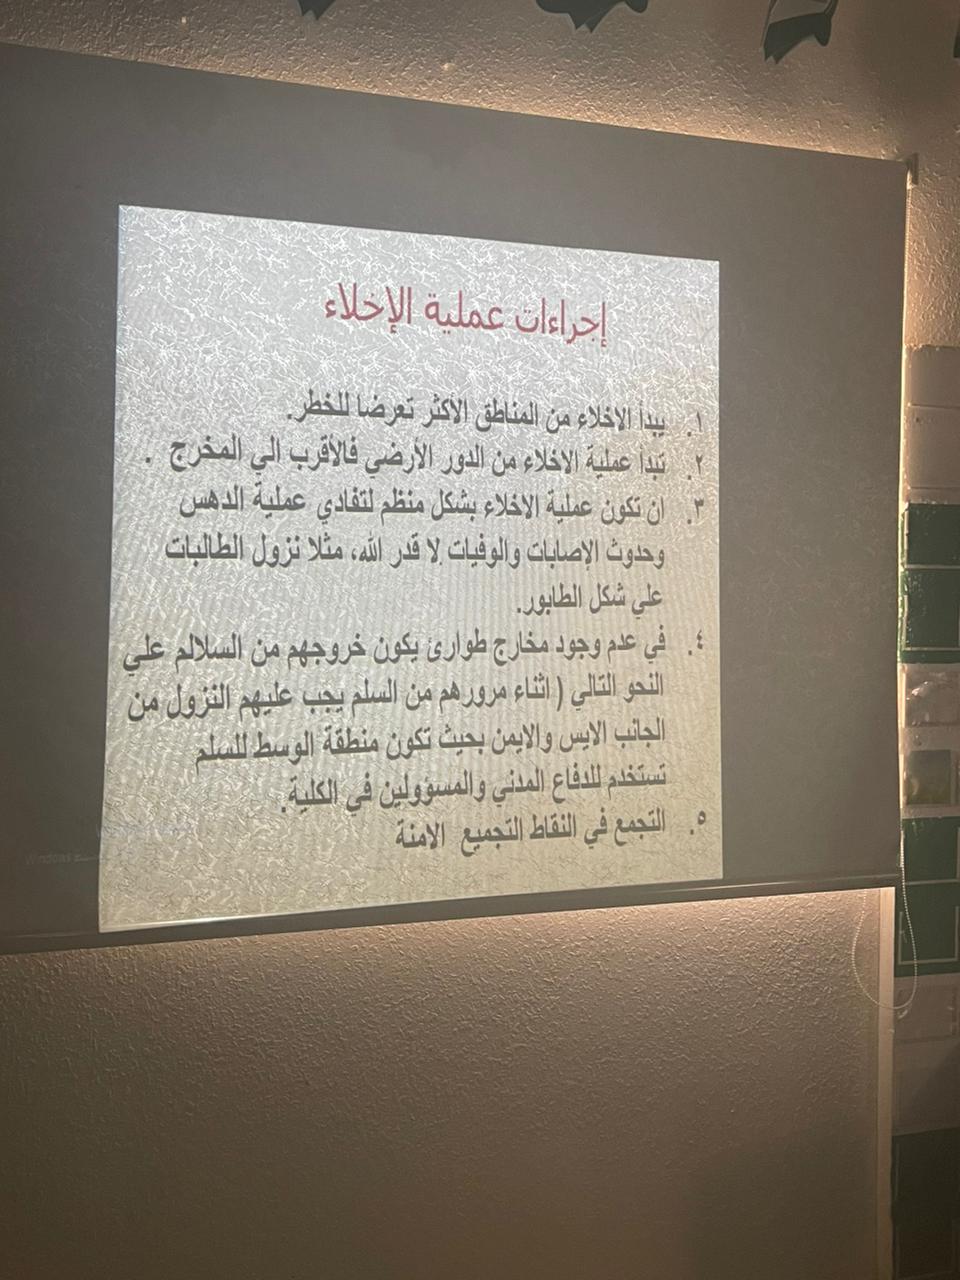 إجراءات عملية الإخلاء
١. يبدأ الاخلاء من المناطق الأكثر تعرضا للخطر.
٢. تبدأ عملية الاخلاء من الدور الأرضي فالأقرب الي المخرج .
٣. ان تكون عملية الاخلاء بشكل منظم لتفادي عملية الدهس
وحدوث الإصابات والوفيات لا قدر الله، مثلا نزول الطالبات
علي شكل الطابور.
٤. في عدم وجود مخارج طوارئ يكون خروجهم من السلالم علي
النحو التالي ( اثناء مرورهم من السلم يجب عليهم النزول من
الجانب الايس والايمن بحيث تكون منطقة الوسط للسلم
تستخدم للدفاع المدني والمسؤولين في الكلية.
٥. التجمع في النقاط التجميع الامنة
Windows